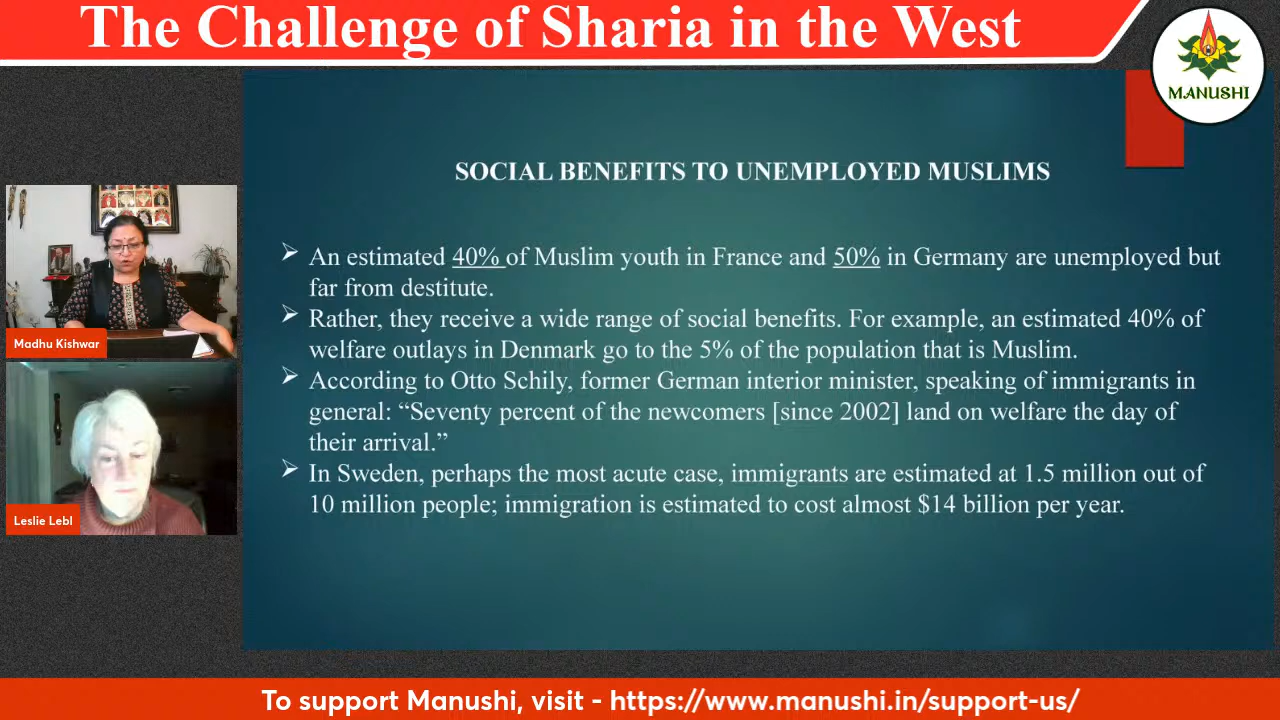 The Challenge of Sharia in the West
MANUSHI
SOCIAL BENEFITS TO UNEMPLOYED MUSLIMS
An estimated 40% of Muslim youth in France and 50% in Germany are unemployed but
far from destitute.
Rather, they receive a wide range of social benefits. For example, an estimated 40% of
welfare outlays in Denmark go to the 5% of the population that is Muslim.
According to Otto Schily, former German interior minister, speaking of immigrants in
general: “Seventy percent of the newcomers [since 2002] land on welfare the day of
their arrival.”
In Sweden, perhaps the most acute case, immigrants are estimated at 1.5 million out of
10 million people; immigration is estimated to cost almost $14 billion per year.
Madhu Kishwar
Leslie Lebl
To support Manushi, visit - https://www.manushi.in/support-us/